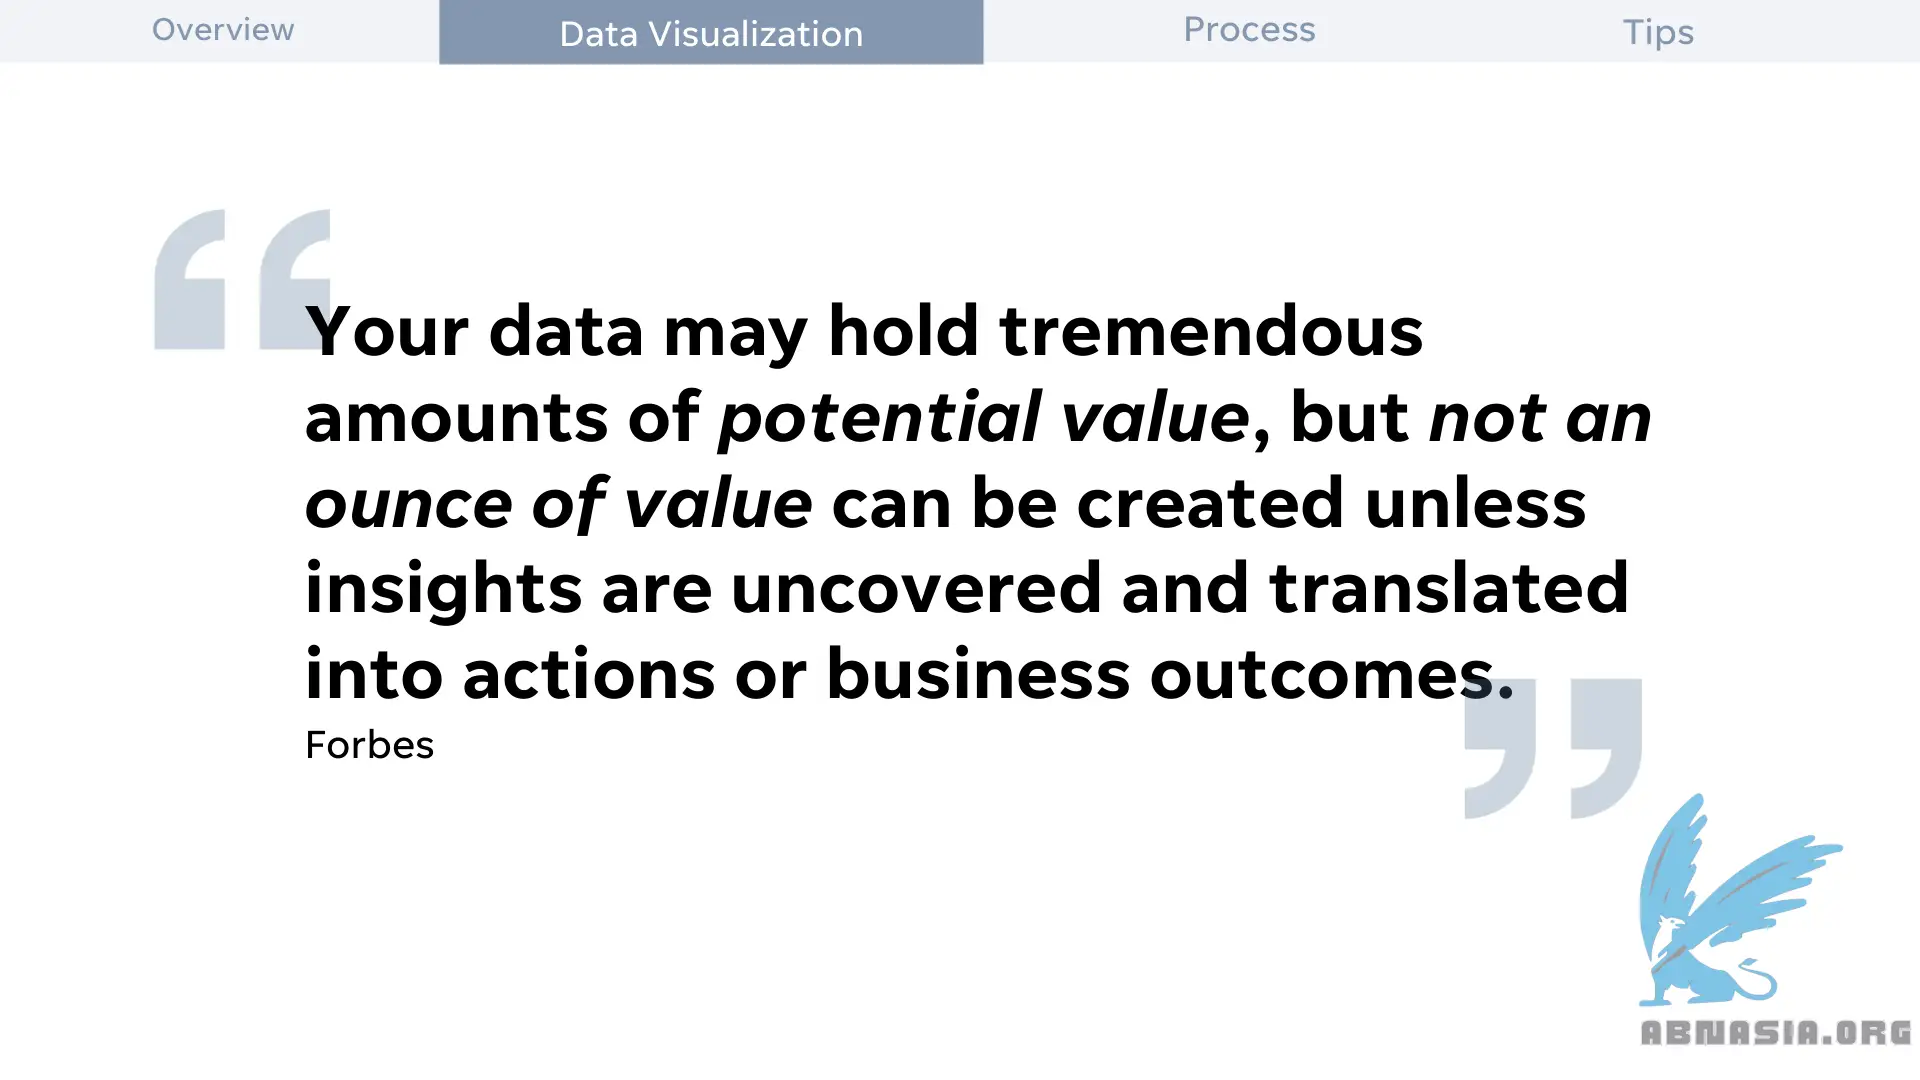 Overview
Data Visualization
Process
Tips
Your data may hold tremendous
amounts of potential value, but not an
ounce of value can be created unless
insights are uncovered and translated
into actions or business outcomes.
Forbes
ABNASIA.ORG